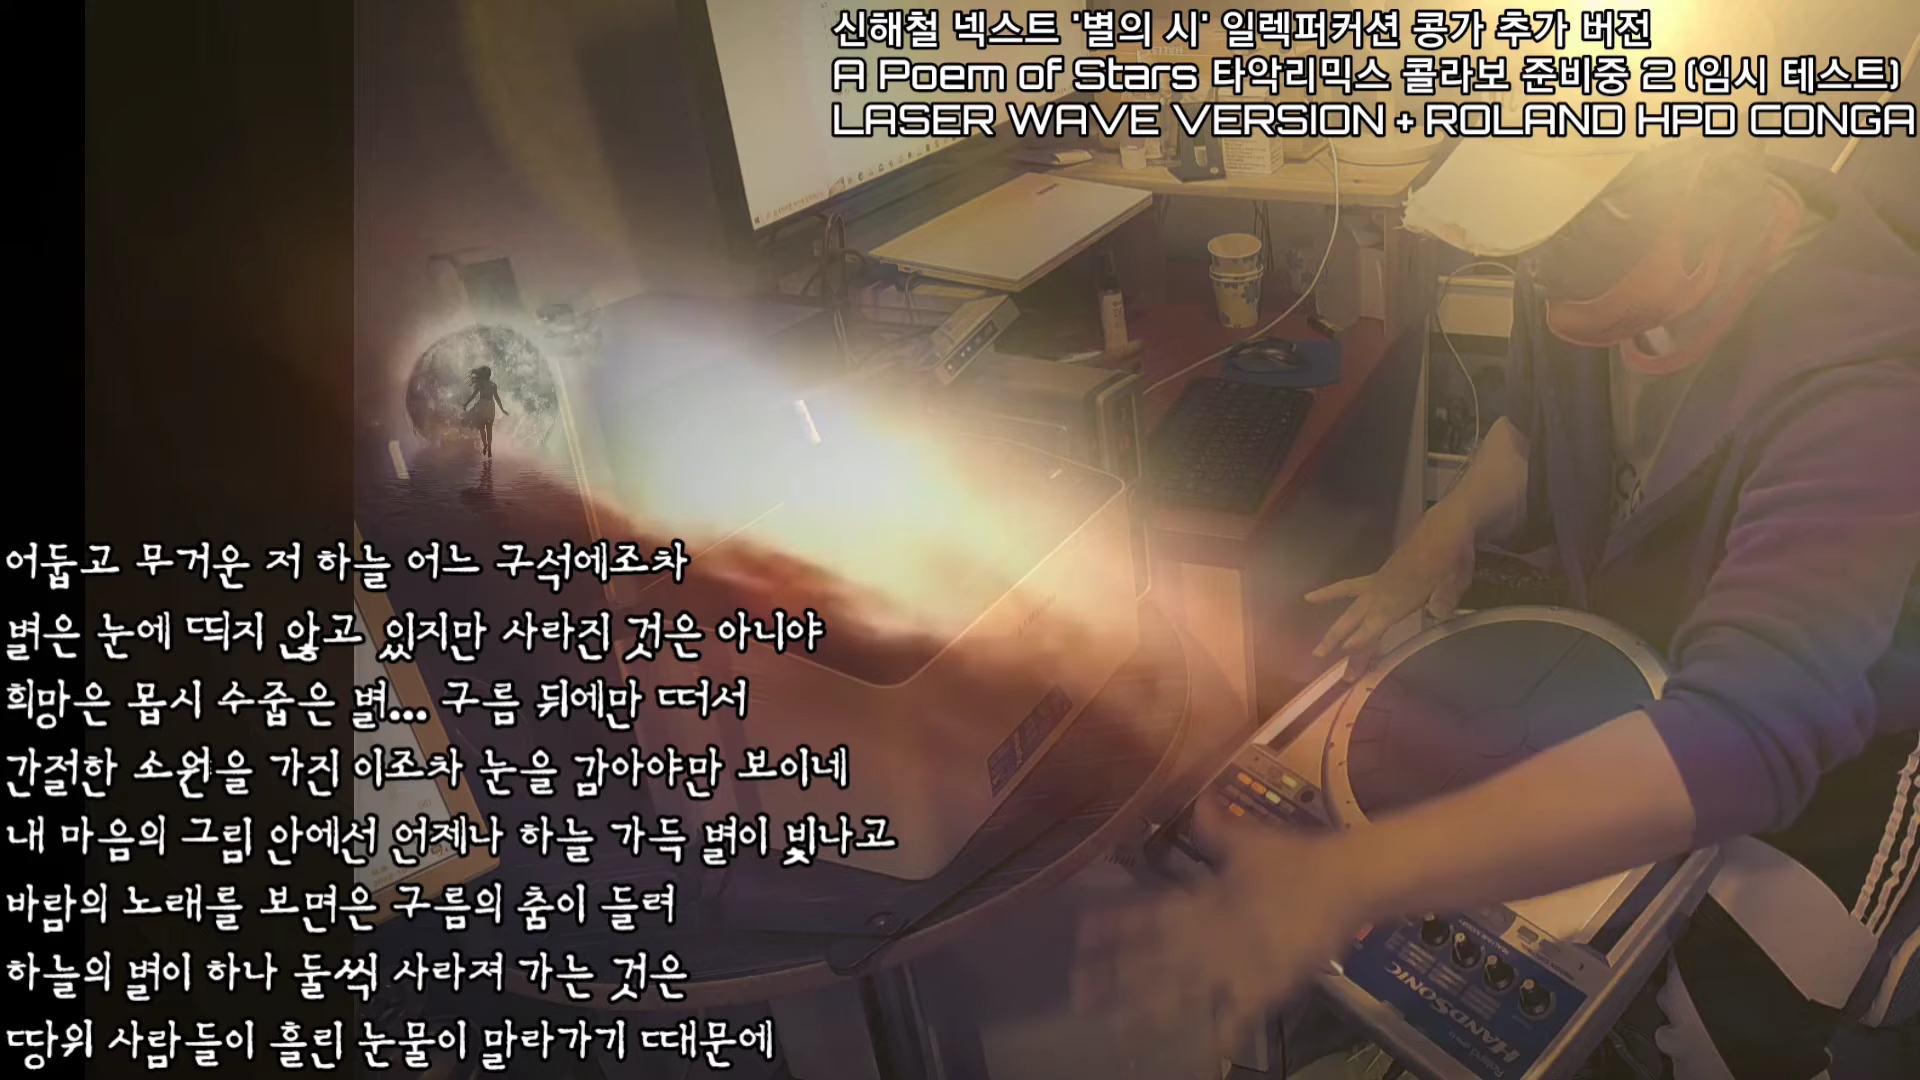 신해철 넥스트 '별의 시' 일렉퍼커션 콩가 추가 버전
A Poem of Stars 타악리믹스 콜라보 준비중 2 (임시 테스트)
LASER WAVE VERSION + ROLAND HPD CONGA
어둡고 무거운 저 하늘 어느 구석에조차
별은 눈에 띄지 않고 있지만 사라진 것은 아니야
희망은 몹시 수줍은 별... 구름 뒤에만 떠서
간절한 소원을 가진 이조차 눈을 감아야만 보이네
내 마음의 그림 안에선 언제나 하늘 가득 별이 빛나고
바람의 노래를 보면은 구름의 춤이 들려
하늘의 별이 하나 둘씩 사라져 가는 것은
땅위 사람들이 흘린 눈물이 말라가기 때문에
HANDSONIC
Roland